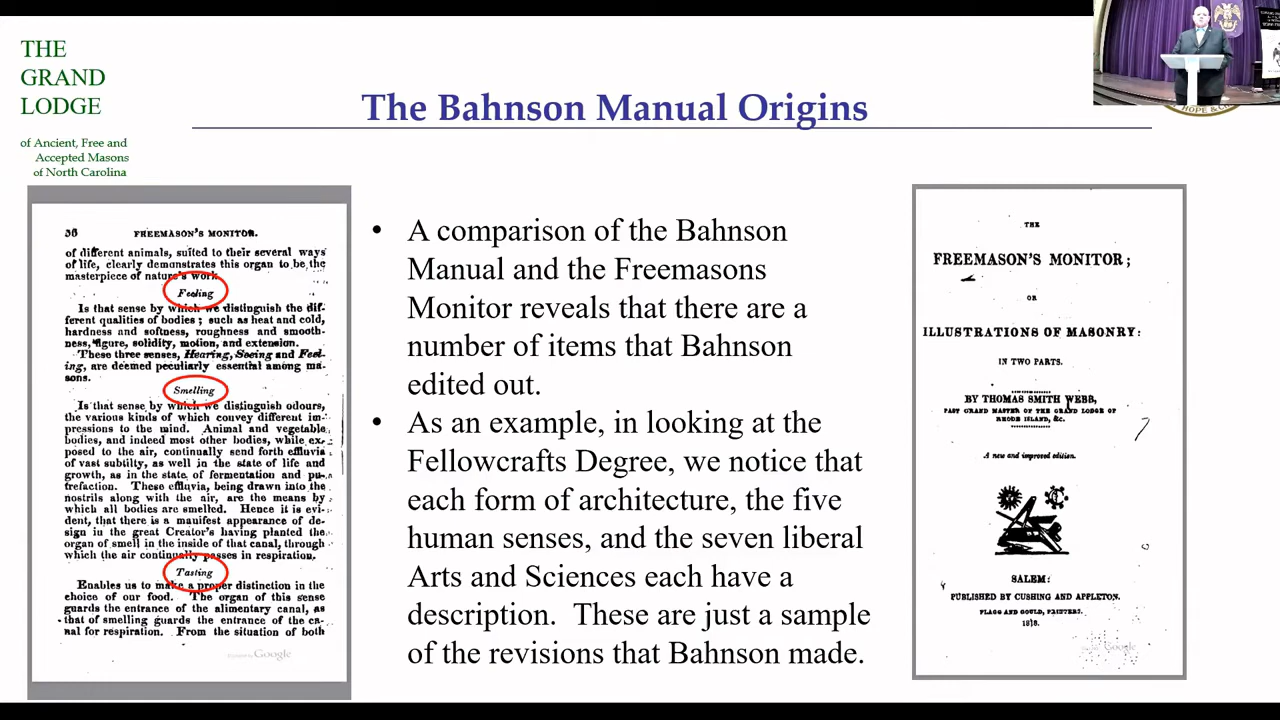 THE
GRAND
LODGE
of Ancient, Free and
Accepted Masons
of North Carolina
The Bahnson Manual Origins
HOPE &
36 FREEMASON'S MONITOR.
of different animals, suited to their several ways
of life, clearly demonstrates this organ to be the
masterpiece of nature's work.
Feeling
Is that sense by which we distinguish the dif-
ferent qualities of bodies; such as heat and cold,
hardness and softness, roughness and smooth-
ness, figure, solidity, motion, and extension.
These three senses, Hearing, Seeing and Feel-
ing, are deemed peculiarly essential among ma-
sons.
Smelling
Is that sense by which we distinguish odours,
the various kinds of which convey different im-
pressions to the mind. Animal and vegetable
bodies, and indeed most other bodies, while ex-
posed to the air, continually send forth effluvia
of vast subtilty, as well in the state of life and
growth, as in the state of fermentation and pu-
trefaction. These effluvia, being drawn into the
nostrils along with the air, are the means by
which all bodies are smelled. Hence it is evi-
dent, that there is a manifest appearance of de-
sign in the great Creator's having planted the
organ of smell in the inside of that canal, through
which the air continually passes in respiration.
Tasting
Enables us to make a proper distinction in the
choice of our food. The organ of this sense
guards the entrance of the alimentary canal, as
that of smelling guards the entrance of the ca-
nal for respiration. From the situation of both
Google
• A comparison of the Bahnson
Manual and the Freemasons
Monitor reveals that there are a
number of items that Bahnson
edited out.
• As an example, in looking at the
Fellowcrafts Degree, we notice that
each form of architecture, the five
human senses, and the seven liberal
Arts and Sciences each have a
description. These are just a sample
of the revisions that Bahnson made.
THE
FREEMASON'S MONITOR;
OR
ILLUSTRATIONS OF MASONRY:
IN TWO PARTS.
BY THOMAS SMITH WEBB,
PAST GRAND MASTER OF THE GRAND LODGE OF
RHODE ISLAND, &c.
A new and improved edition.
SALEM:
PUBLISHED BY CUSHING AND APPLETON.
FLAGG AND GOULD, PRINTERS.
1818.
Google